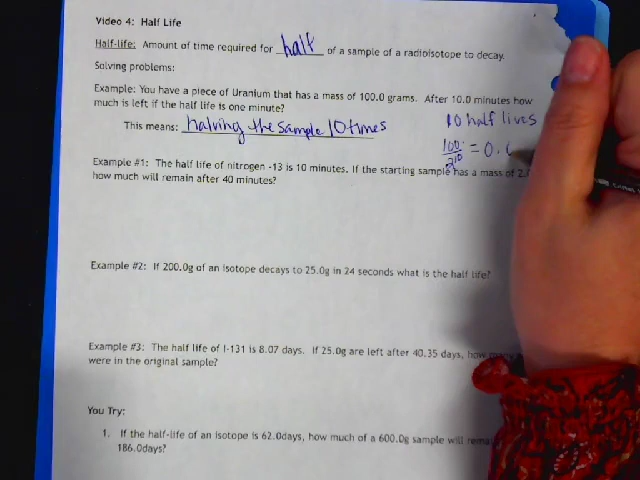 Video 4: Half Life
Half-life: Amount of time required for half of a sample of a radioisotope to decay.
Solving problems:
Example: You have a piece of Uranium that has a mass of 100.0 grams. After 10.0 minutes how
much is left if the half life is one minute?
10 half lives
This means: halving the sample 10 times
100 / 2^10 = 0.
Example #1: The half life of nitrogen -13 is 10 minutes. If the starting sample has a mass of 2.
how much will remain after 40 minutes?
Example #2: If 200.0g of an isotope decays to 25.0g in 24 seconds what is the half life?
Example #3: The half life of I-131 is 8.07 days. If 25.0g are left after 40.35 days, how
were in the original sample?
You Try:
1. If the half-life of an isotope is 62.0days, how much of a 600.0g sample will
186.0days?